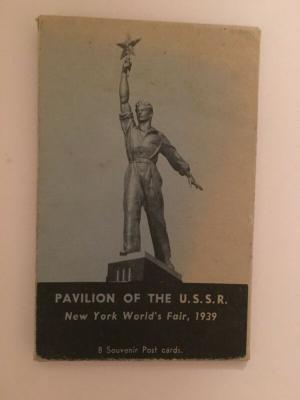 PAVILION OF THE U.S.S.R.
New York World's Fair, 1939
8 Souvenir Post cards.